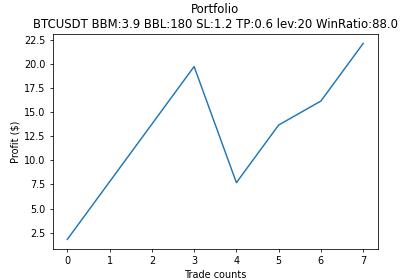 Portfolio
BTCUSDT BBM:3.9 BBL:180 SL:1.2 TP:0.6 lev:20 WinRatio:88.0
22.5
20.0
17.5
15.0
12.5
10.0
7.5
5.0
2.5
Profit ($)
0 1 2 3 4 5 6 7
Trade counts